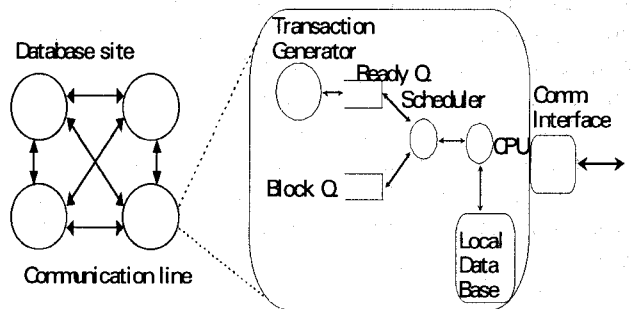 Database site
Communication line
Transaction
Generator
Ready Q.
Scheduler
Block Q.
CPU
Local
Data
Base
Comm.
Interface